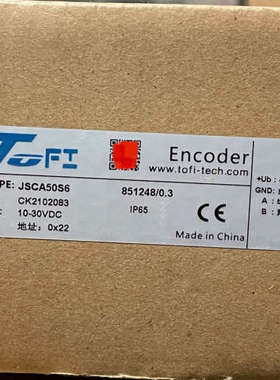 ToFI
Encoder
www.tofi-tech.com
PE: JSCA50S6
851248/0.3
CK2102083
10-30VDC
IP65
CE
地址: 0x22
Made in China
+Ub:
GND:
A :
B :